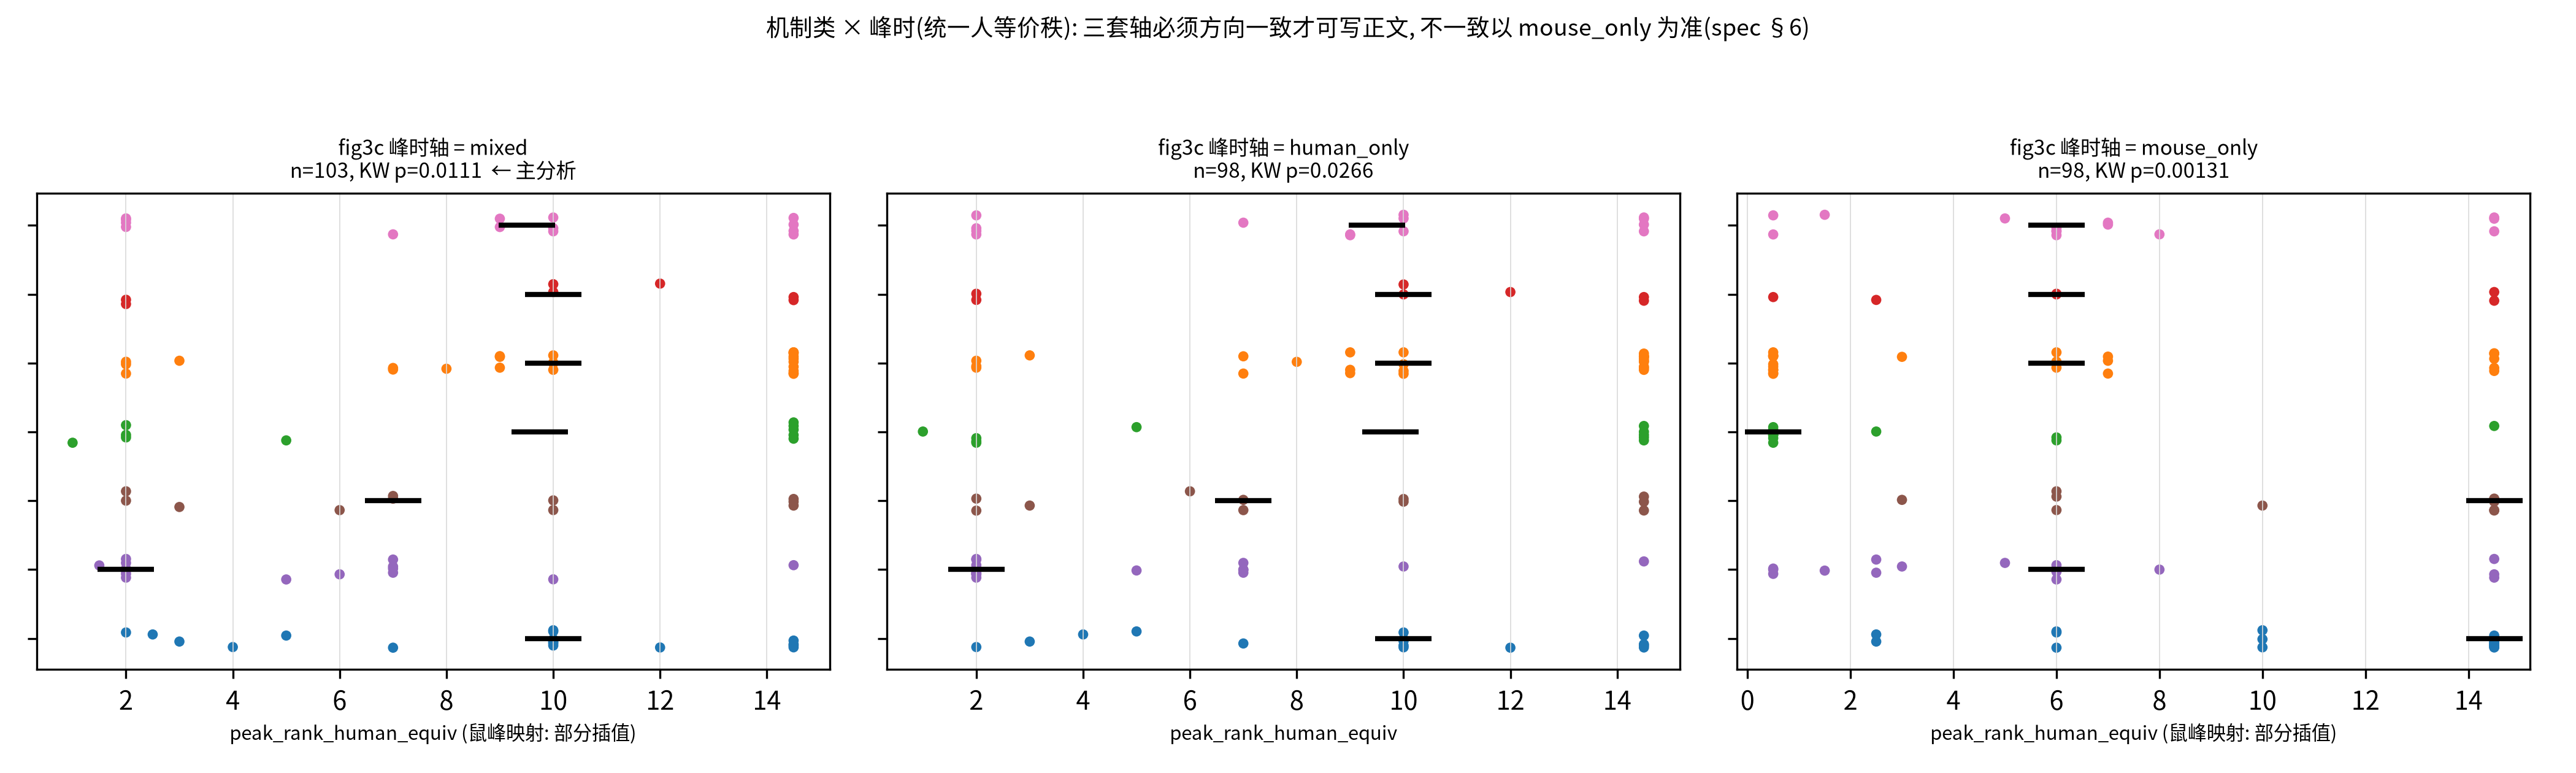 机制类 × 峰时(统一人等价秩): 三套轴必须方向一致才可写正文, 不一致以 mouse_only 为准(spec §6)
fig3c 峰时轴 = mixed
n=103, KW p=0.0111 ← 主分析
2 4 6 8 10 12 14
peak_rank_human_equiv (鼠峰映射: 部分插值)
fig3c 峰时轴 = human_only
n=98, KW p=0.0266
2 4 6 8 10 12 14
peak_rank_human_equiv
fig3c 峰时轴 = mouse_only
n=98, KW p=0.00131
0 2 4 6 8 10 12 14
peak_rank_human_equiv (鼠峰映射: 部分插值)